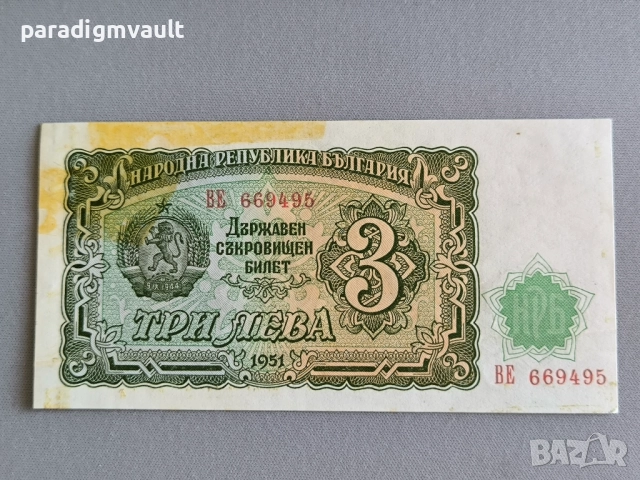 paradigmvault
НАРОДНА РЕПУБЛИКА БЪЛГАРИЯ
ВЕ 669495
ДЪРЖАВЕН
СЪКРОВИЩЕН
БИЛЕТ
3
9.IX.1944
ТРИ ЛЕВА
1951
НРБ
ВЕ 669495
BAZAR